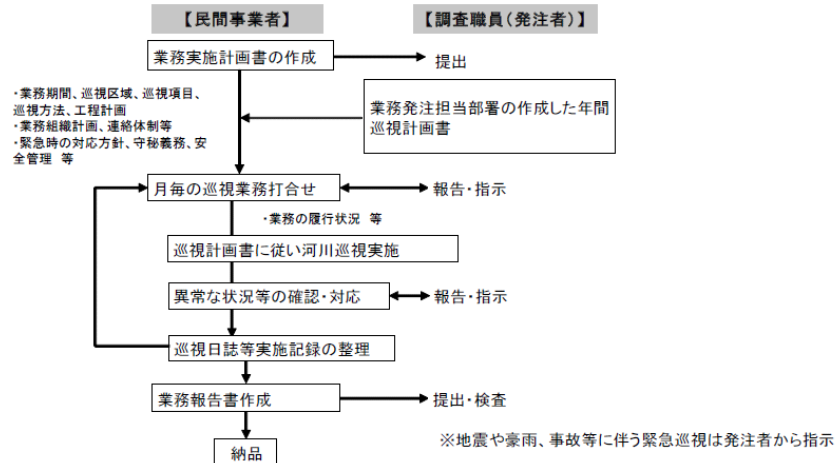 【民間事業者】
【調査職員（発注者）】
業務実施計画書の作成
提出
・業務期間、巡視区域、巡視項目、
巡視方法、工程計画
・業務組織計画、連絡体制等
・緊急時の対応方針、守秘義務、安
全管理 等
業務発注担当部署の作成した年間
巡視計画書
月毎の巡視業務打合せ
報告・指示
・業務の履行状況 等
巡視計画書に従い河川巡視実施
異常な状況等の確認・対応
報告・指示
巡視日誌等実施記録の整理
業務報告書作成
提出・検査
納品
※地震や豪雨、事故等に伴う緊急巡視は発注者から指示